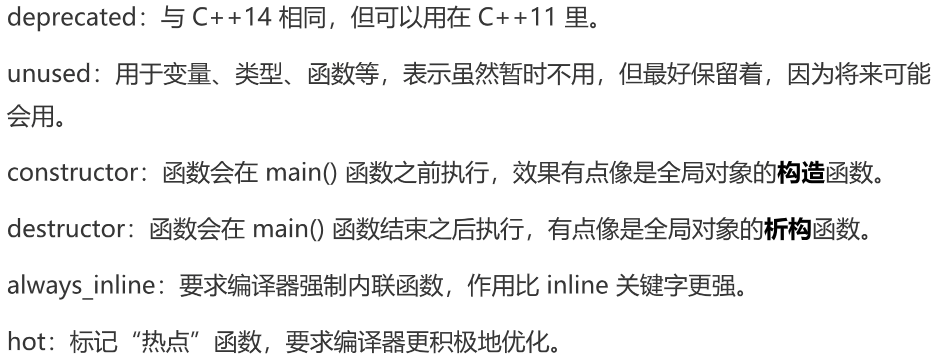 deprecated：与 C++14 相同，但可以用在 C++11 里。
unused：用于变量、类型、函数等，表示虽然暂时不用，但最好保留着，因为将来可能
会用。
constructor：函数会在 main() 函数之前执行，效果有点像是全局对象的构造函数。
destructor：函数会在 main() 函数结束之后执行，有点像是全局对象的析构函数。
always_inline：要求编译器强制内联函数，作用比 inline 关键字更强。
hot：标记“热点”函数，要求编译器更积极地优化。